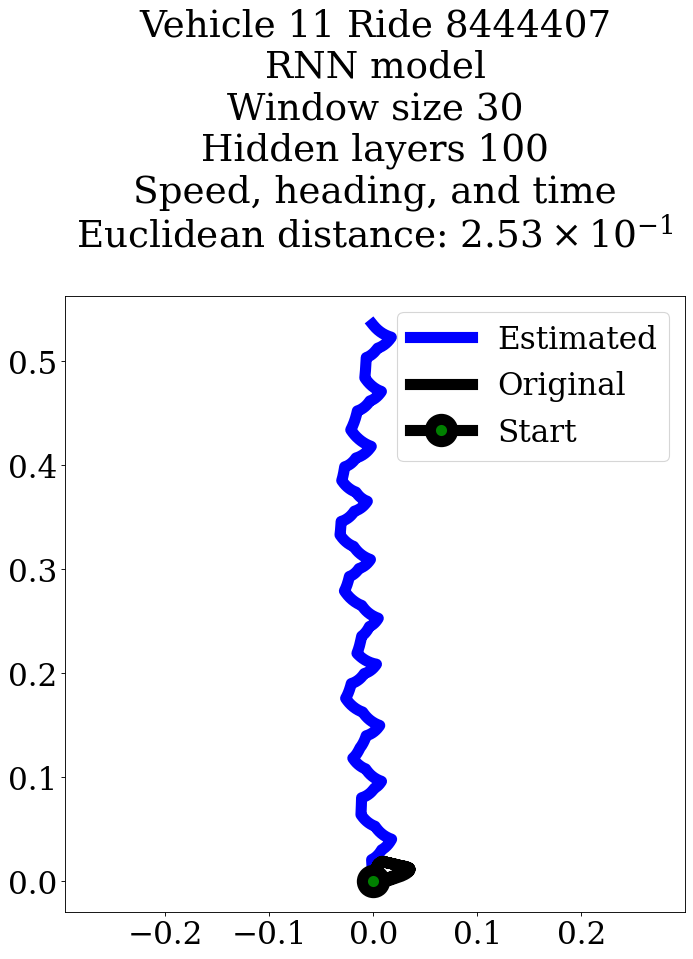 Vehicle 11 Ride 8444407
RNN model
Window size 30
Hidden layers 100
Speed, heading, and time
Euclidean distance: 2.53 × 10⁻¹
Estimated
Original
Start
0.5
0.4
0.3
0.2
0.1
0.0
−0.2 −0.1 0.0 0.1 0.2